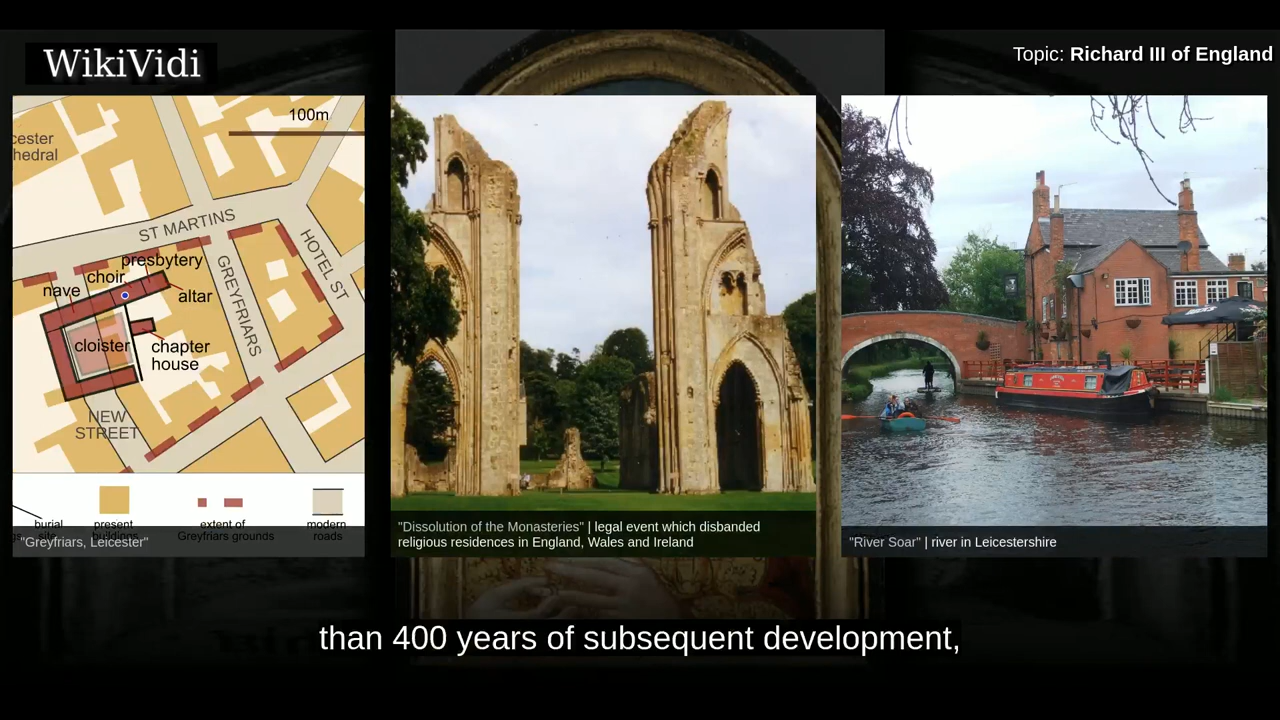 WikiVidi
Topic: Richard III of England
100m
cester
hedral
ST MARTINS
HOTEL ST
presbytery
choir
nave
altar
GREYFRIARS
cloister
chapter
house
NEW
STREET
burial
site
present
buildings
extent of
Greyfriars grounds
modern
roads
"Greyfriars, Leicester"
"Dissolution of the Monasteries" | legal event which disbanded
religious residences in England, Wales and Ireland
"River Soar" | river in Leicestershire
than 400 years of subsequent development,